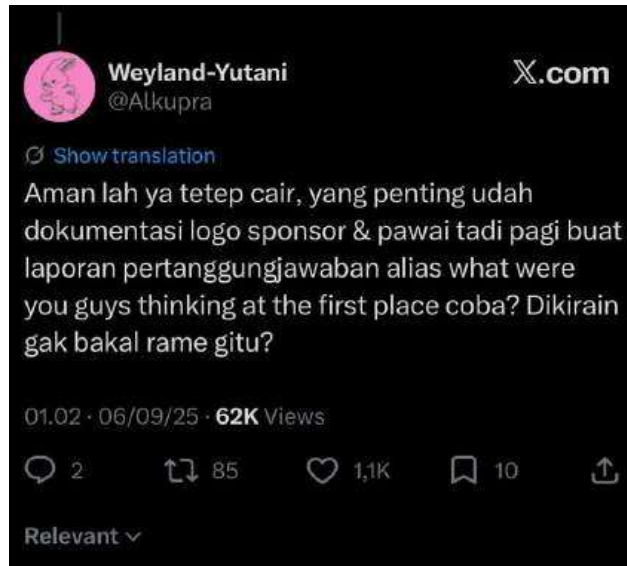 Weyland-Yutani
X.com
@Alkupra
Show translation
Aman lah ya tetep cair, yang penting udah
dokumentasi logo sponsor & pawai tadi pagi buat
laporan pertanggungjawaban alias what were
you guys thinking at the first place coba? Dikirain
gak bakal rame gitu?
01.02 · 06/09/25 · 62K Views
2 85 1,1K 10
Relevant